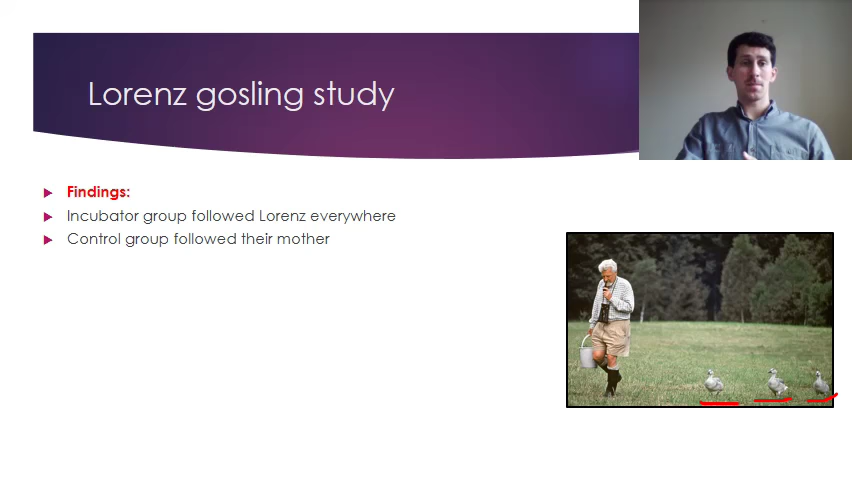 Lorenz gosling study
Findings:
Incubator group followed Lorenz everywhere
Control group followed their mother